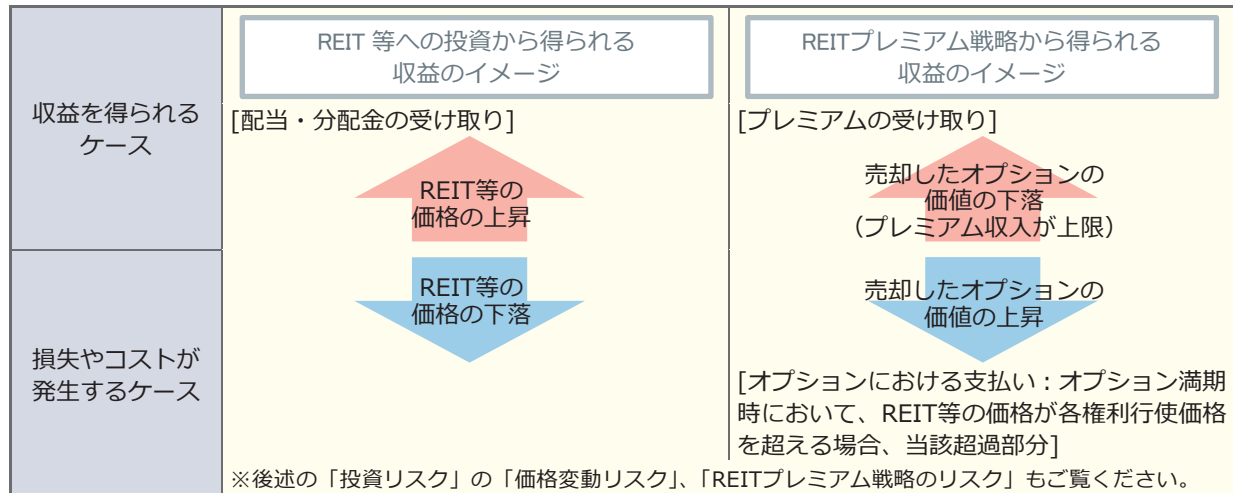 REIT 等への投資から得られる
収益のイメージ
REITプレミアム戦略から得られる
収益のイメージ
収益を得られる
ケース
[配当・分配金の受け取り]
REIT等の
価格の上昇
[プレミアムの受け取り]
売却したオプションの
価値の下落
（プレミアム収入が上限）
損失やコストが
発生するケース
REIT等の
価格の下落
売却したオプションの
価値の上昇
[オプションにおける支払い：オプション満期
時において、REIT等の価格が各権利行使価格
を超える場合、当該超過部分]
※後述の「投資リスク」の「価格変動リスク」、「REITプレミアム戦略のリスク」もご覧ください。